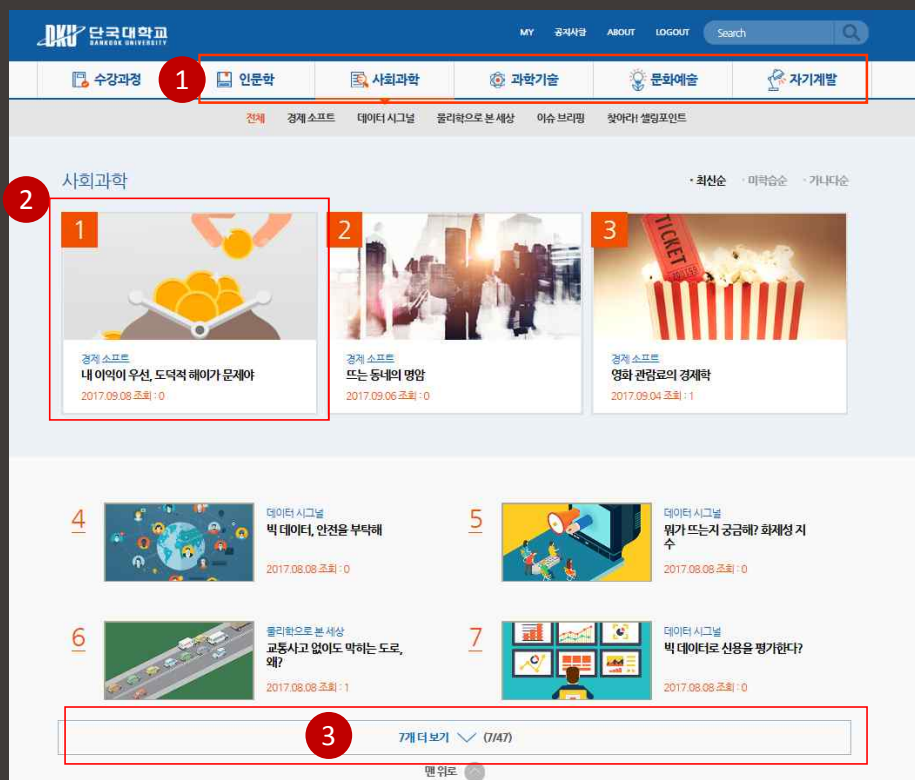 DKU 단국대학교
DANKOOK UNIVERSITY
MY 공지사항 ABOUT LOGOUT Search
수강과정 1 인문학 사회과학 과학기술 문화예술 자기계발
전체 경제 소프트 데이터 시그널 물리학으로 본 세상 이슈 브리핑 찾아라! 셀링포인트
2
사회과학
· 최신순 · 미학습순 · 가나다순
1
경제 소프트
내 이익이 우선, 도덕적 해이가 문제야
2017.09.08 조회 : 0
2
경제 소프트
뜨는 동네의 명암
2017.09.06 조회 : 0
3
TICKET
경제 소프트
영화 관람료의 경제학
2017.09.04 조회 : 1
4
데이터 시그널
빅 데이터, 안전을 부탁해
2017.08.08 조회 : 0
5
데이터 시그널
뭐가 뜨는지 궁금해? 화제성 지
수
2017.08.08 조회 : 0
6
물리학으로 본 세상
교통사고 없이도 막히는 도로,
왜?
2017.08.08 조회 : 1
7
데이터 시그널
빅 데이터로 신용을 평가한다?
2017.08.08 조회 : 0
3
7개 더 보기 (7/47)
맨 위로